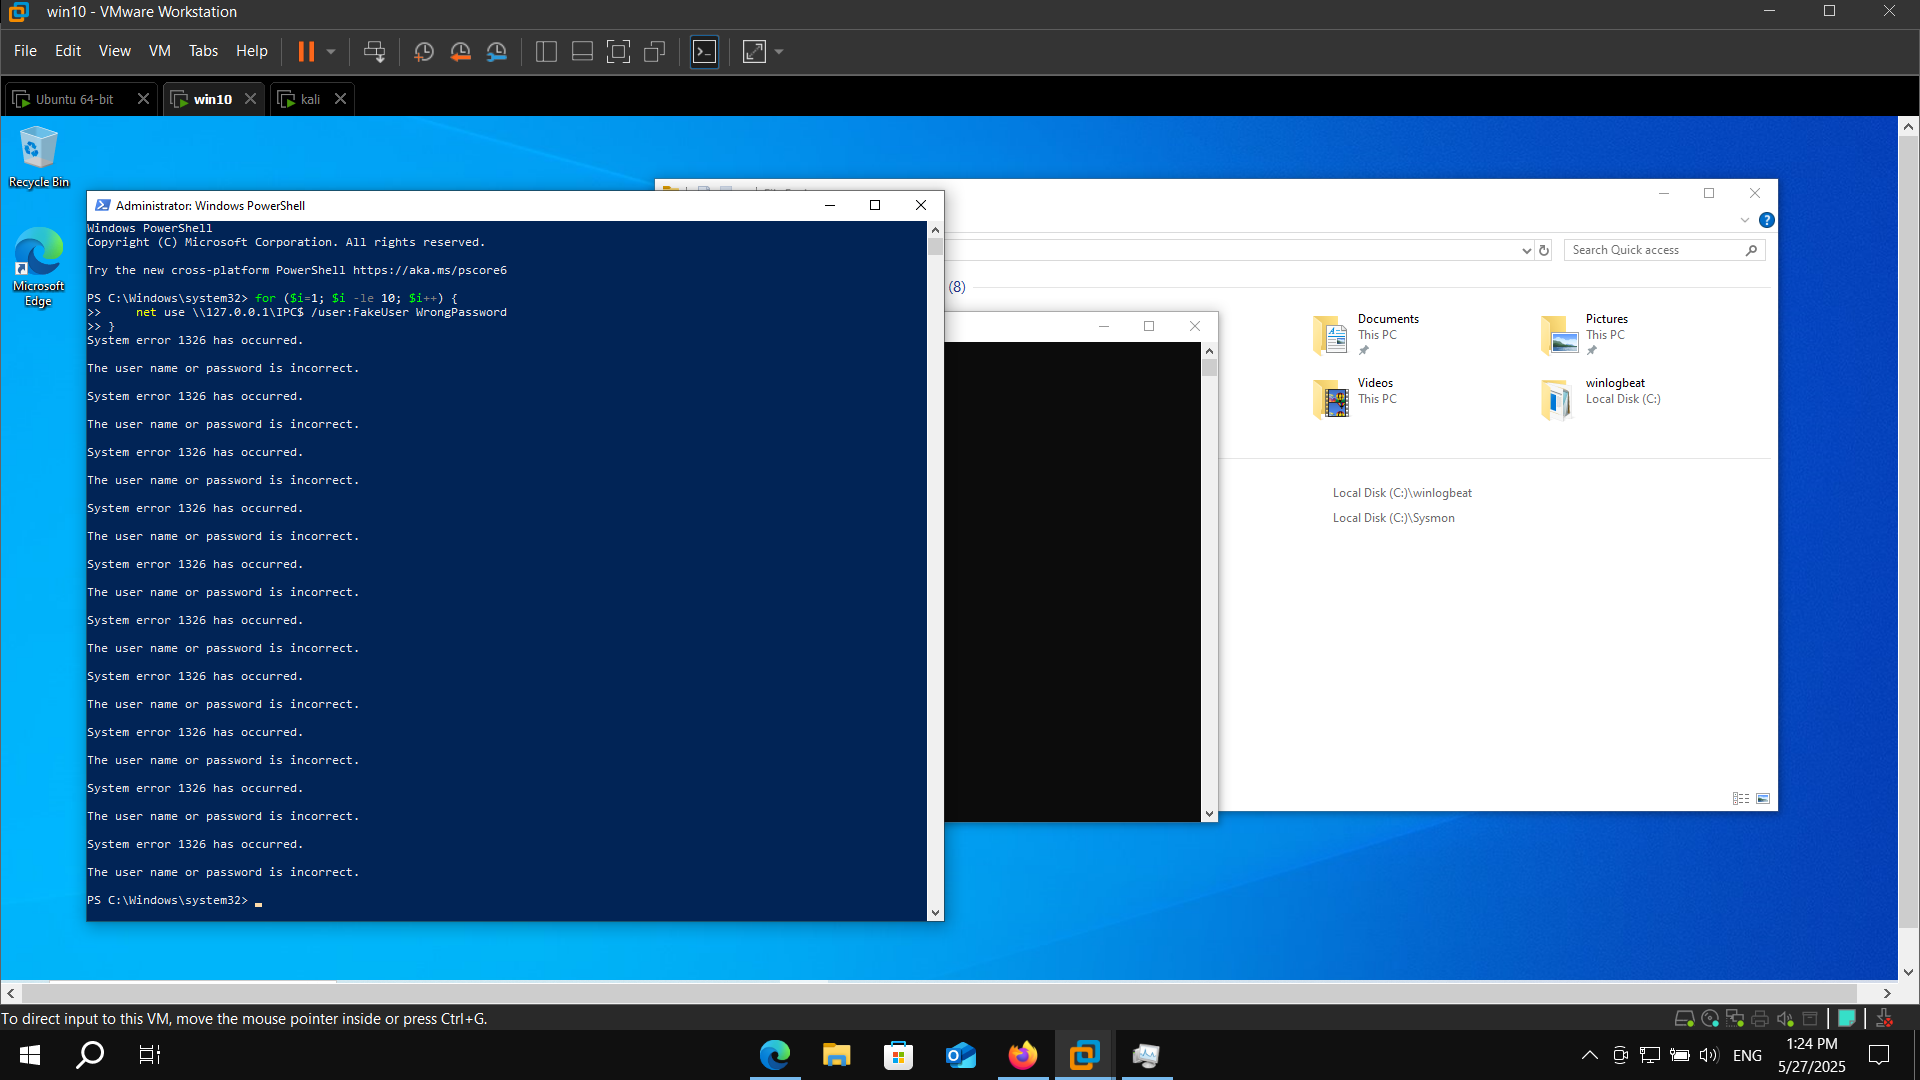 win10 - VMware Workstation
File Edit View VM Tabs Help
Ubuntu 64-bit
win10
kali
Recycle Bin
Microsoft
Edge
Administrator: Windows PowerShell
Windows PowerShell
Copyright (C) Microsoft Corporation. All rights reserved.
Try the new cross-platform PowerShell https://aka.ms/pscore6
PS C:\Windows\system32> for ($i=1; $i -le 10; $i++) {
>>     net use \\127.0.0.1\IPC$ /user:FakeUser WrongPassword
>> }
System error 1326 has occurred.
The user name or password is incorrect.
System error 1326 has occurred.
The user name or password is incorrect.
System error 1326 has occurred.
The user name or password is incorrect.
System error 1326 has occurred.
The user name or password is incorrect.
System error 1326 has occurred.
The user name or password is incorrect.
System error 1326 has occurred.
The user name or password is incorrect.
System error 1326 has occurred.
The user name or password is incorrect.
System error 1326 has occurred.
The user name or password is incorrect.
System error 1326 has occurred.
The user name or password is incorrect.
System error 1326 has occurred.
The user name or password is incorrect.
PS C:\Windows\system32>
Search Quick access
(8)
Documents
This PC
Pictures
This PC
Videos
This PC
winlogbeat
Local Disk (C:)
Local Disk (C:)\winlogbeat
Local Disk (C:)\Sysmon
To direct input to this VM, move the mouse pointer inside or press Ctrl+G.
ENG
1:24 PM
5/27/2025